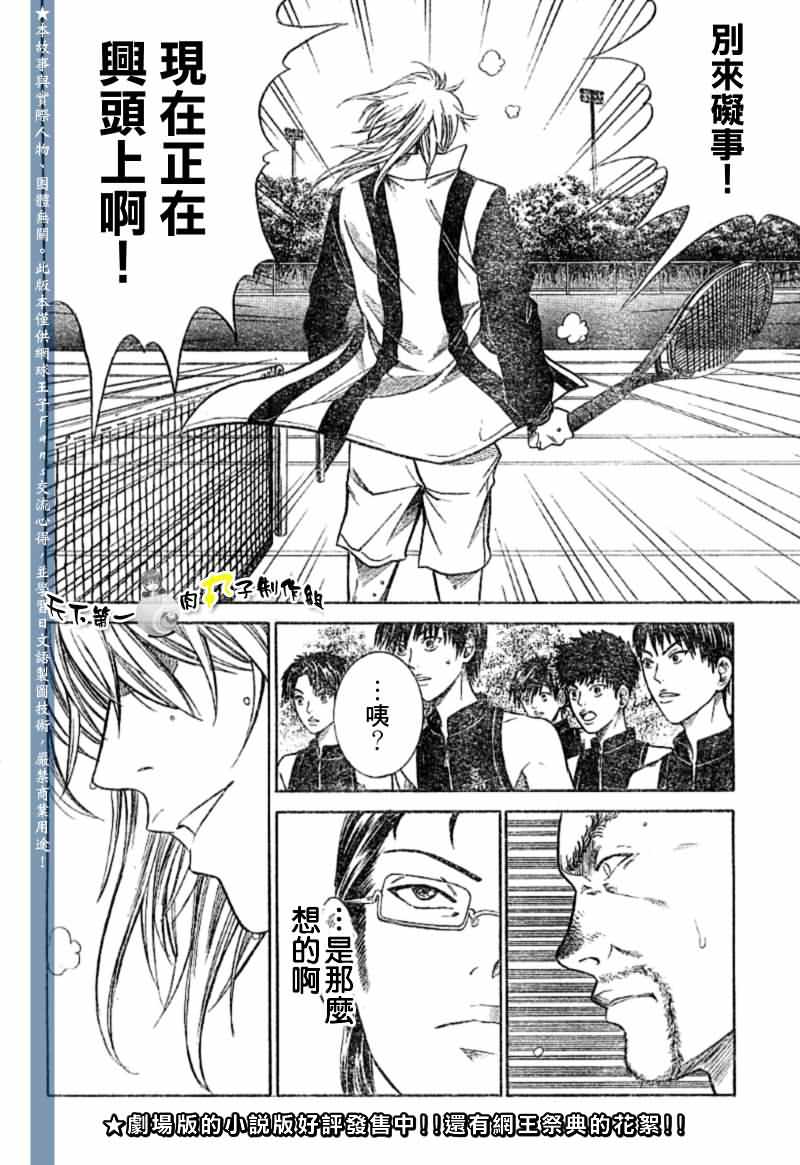 別來礙事！
現在正在
興頭上啊！
…咦？
…是那麼
想的啊
天下第一
肉丸子制作組
★本故事與實際人物、團體無關。此版本僅供網球王子Fans交流心得，並學習日文語製圖技術，嚴禁商業用途！
★劇場版的小說版好評發售中！！還有網王祭典的花絮！！